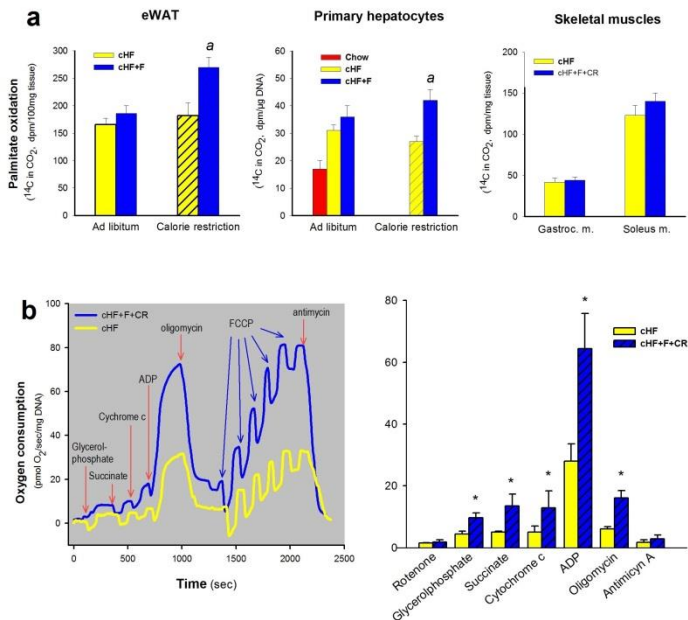 a
eWAT
Primary hepatocytes
Skeletal muscles
Palmitate oxidation
(14C in CO2, dpm/100mg tissue)
300
250
200
150
100
50
0
cHF
cHF+F
a
Ad libitum
Calorie restriction
(14C in CO2, dpm/µg DNA)
60
50
40
30
20
10
0
Chow
cHF
cHF+F
a
Ad libitum
Calorie restriction
(14C in CO2, dpm/mg tissue)
200
150
100
50
0
cHF
cHF+F+CR
Gastroc. m.
Soleus m.
b
Oxygen consumption
(pmol O2/sec/mg DNA)
100
80
60
40
20
0
cHF+F+CR
cHF
Glycerol-
phosphate
Succinate
Cychrome c
ADP
oligomycin
FCCP
antimycin
0
500
1000
1500
2000
2500
Time (sec)
80
60
40
20
0
cHF
cHF+F+CR
*
*
*
*
*
Rotenone
Glycerolphosphate
Succinate
Cytochrome c
ADP
Oligomycin
Antimicyn A